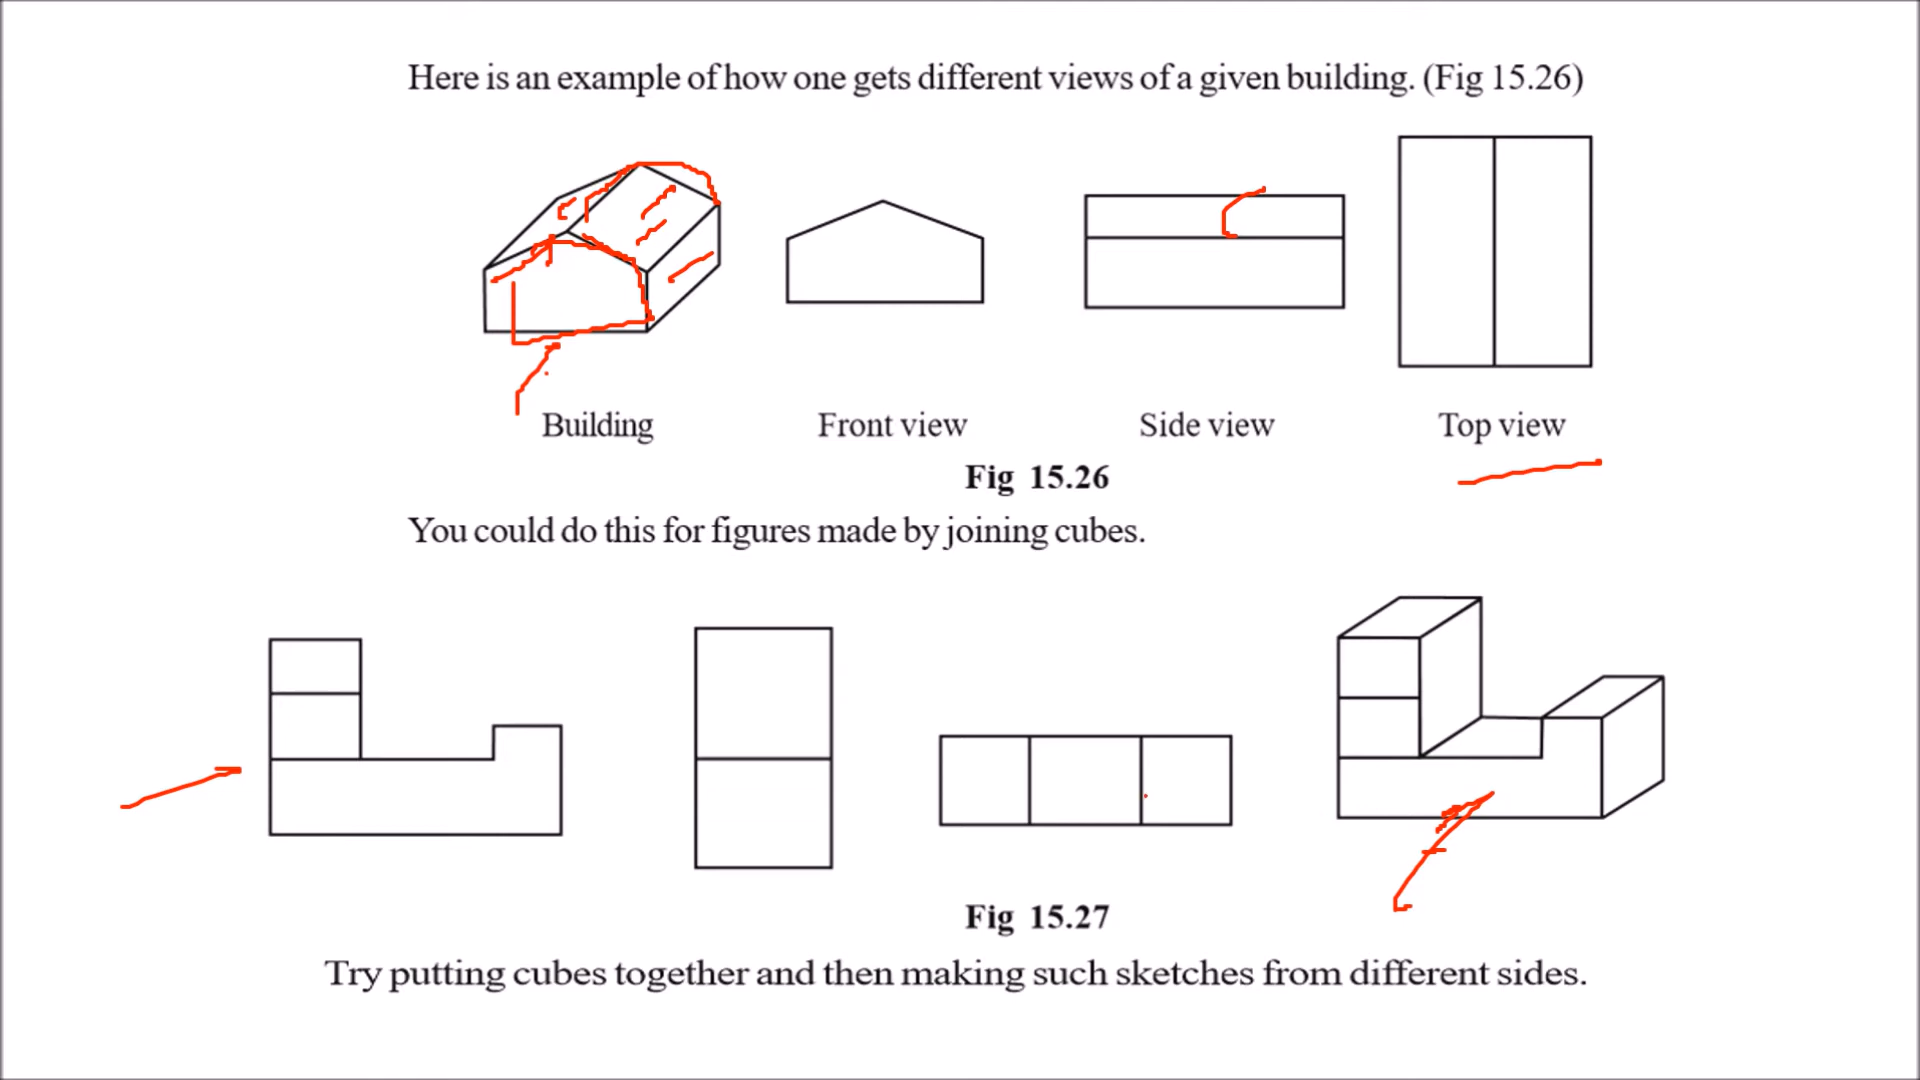 Here is an example of how one gets different views of a given building. (Fig 15.26)
Building Front view Side view Top view
Fig 15.26
You could do this for figures made by joining cubes.
Fig 15.27
Try putting cubes together and then making such sketches from different sides.